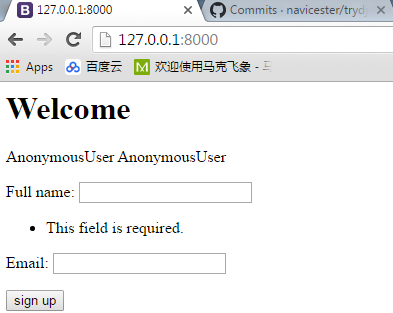 127.0.0.1:8000
Commits · navicester/tryd
127.0.0.1:8000
Apps 百度云 欢迎使用马克飞象 -
Welcome
AnonymousUser AnonymousUser
Full name:
This field is required.
Email:
sign up